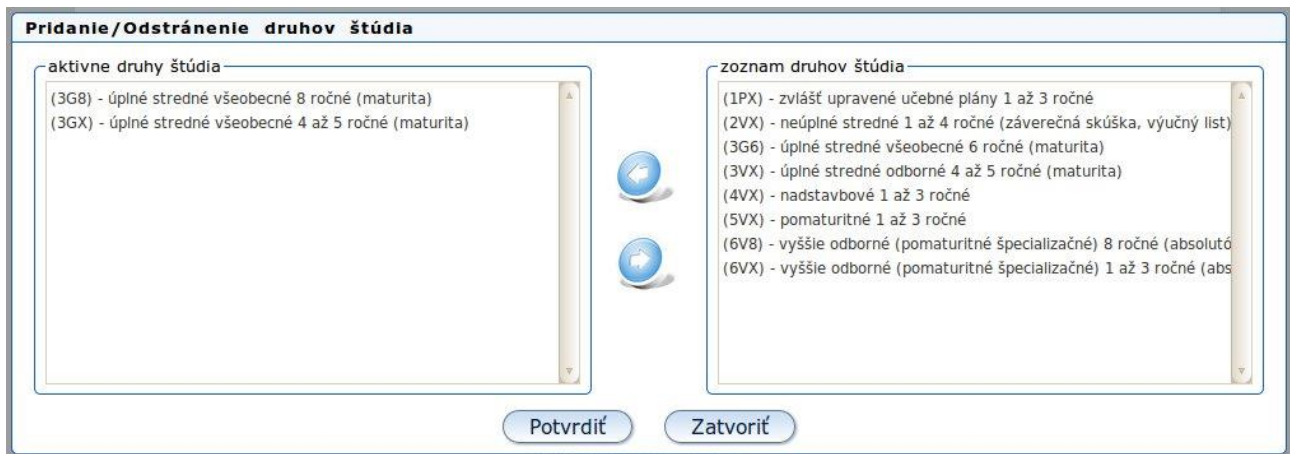 Pridanie/Odstránenie druhov štúdia
aktivne druhy štúdia
(3G8) - úplné stredné všeobecné 8 ročné (maturita)
(3GX) - úplné stredné všeobecné 4 až 5 ročné (maturita)
zoznam druhov štúdia
(1PX) - zvlášť upravené učebné plány 1 až 3 ročné
(2VX) - neúplné stredné 1 až 4 ročné (záverečná skúška, výučný list)
(3G6) - úplné stredné všeobecné 6 ročné (maturita)
(3VX) - úplné stredné odborné 4 až 5 ročné (maturita)
(4VX) - nadstavbové 1 až 3 ročné
(5VX) - pomaturitné 1 až 3 ročné
(6V8) - vyššie odborné (pomaturitné špecializačné) 8 ročné (absolutó
(6VX) - vyššie odborné (pomaturitné špecializačné) 1 až 3 ročné (abs
Potvrdiť
Zatvoriť